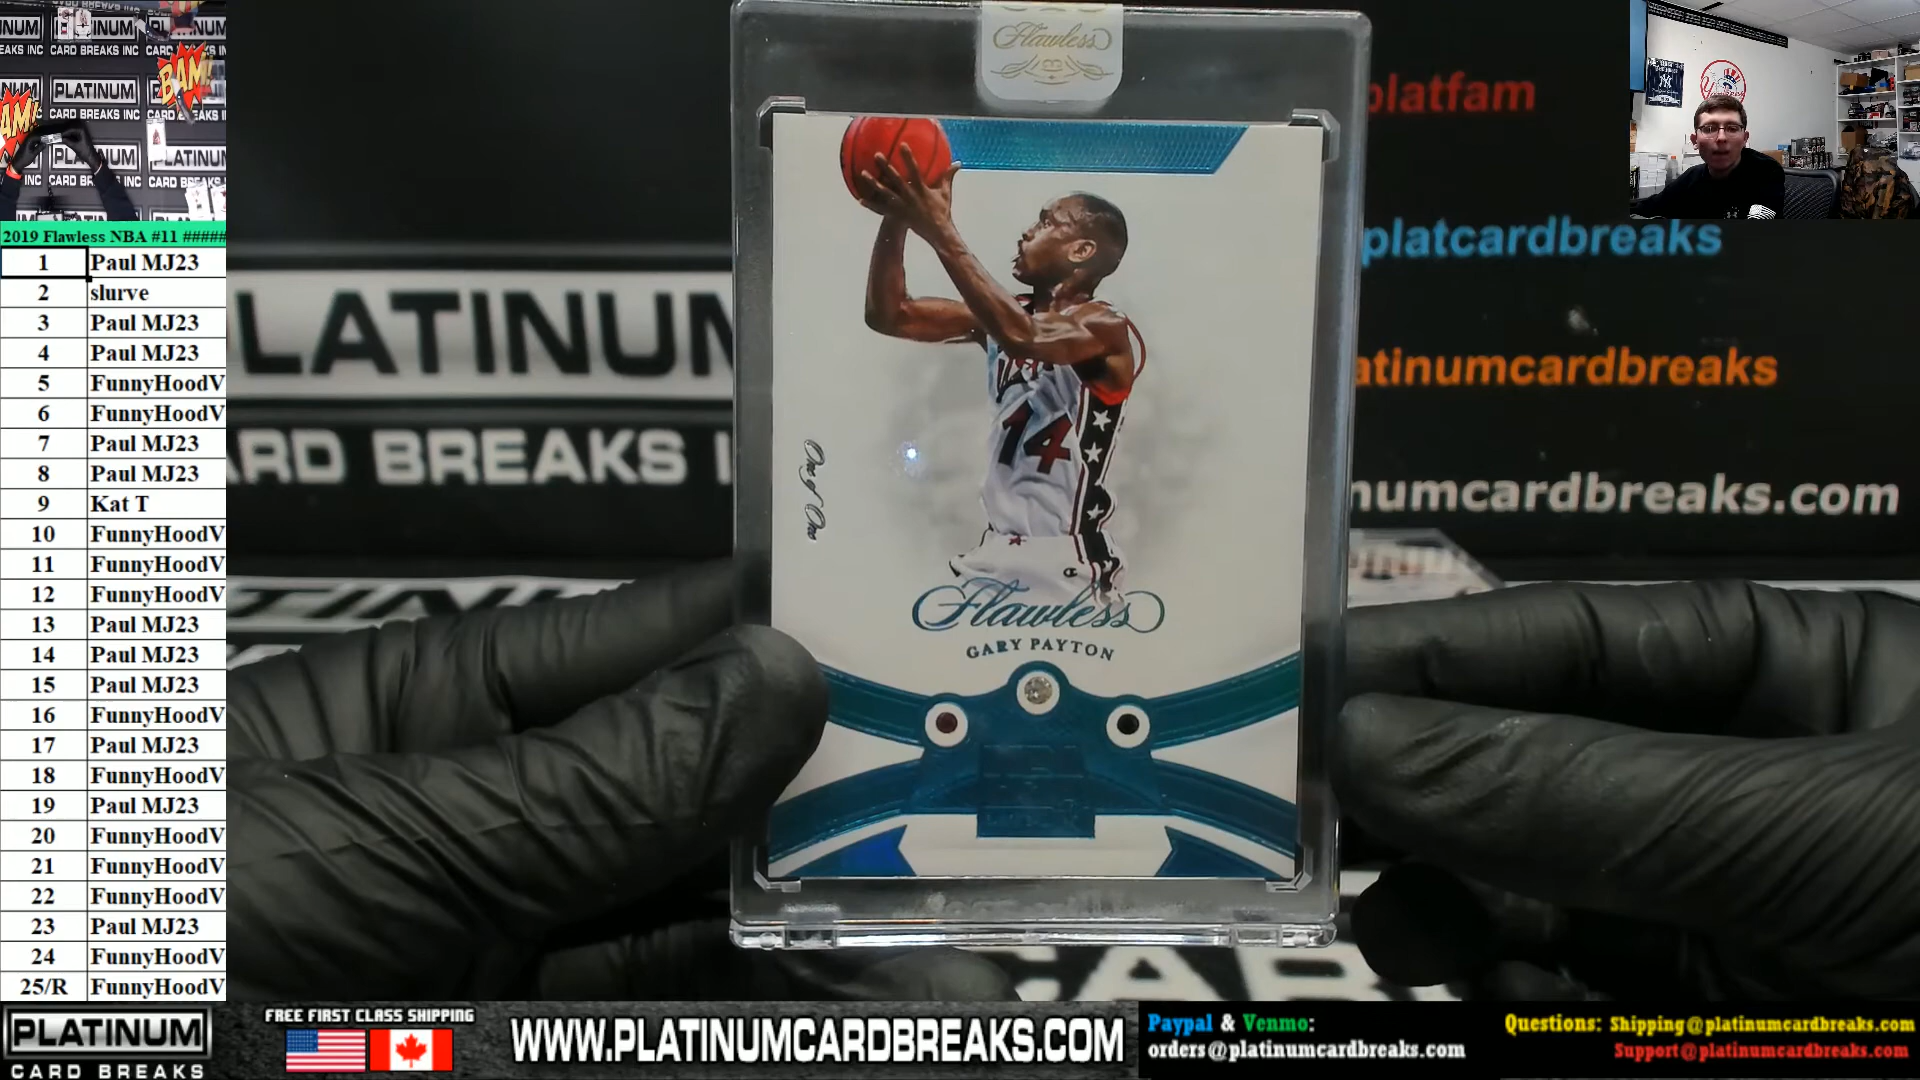 PLATINUM
CARD BREAKS INC
BAM!
2019 Flawless NBA #11 #####
1 Paul MJ23
2 slurve
3 Paul MJ23
4 Paul MJ23
5 FunnyHoodV
6 FunnyHoodV
7 Paul MJ23
8 Paul MJ23
9 Kat T
10 FunnyHoodV
11 FunnyHoodV
12 FunnyHoodV
13 Paul MJ23
14 Paul MJ23
15 Paul MJ23
16 FunnyHoodV
17 Paul MJ23
18 FunnyHoodV
19 Paul MJ23
20 FunnyHoodV
21 FunnyHoodV
22 FunnyHoodV
23 Paul MJ23
24 FunnyHoodV
25/R FunnyHoodV
LATINUM
RD BREAKS I
Flawless
14
One of One
Flawless
GARY PAYTON
platfam
platcardbreaks
atinumcardbreaks
numcardbreaks.com
PLATINUM
CARD BREAKS
FREE FIRST CLASS SHIPPING
WWW.PLATINUMCARDBREAKS.COM
Paypal & Venmo:
orders@platinumcardbreaks.com
Questions: Shipping@platinumcardbreaks.com
Support@platinumcardbreaks.com